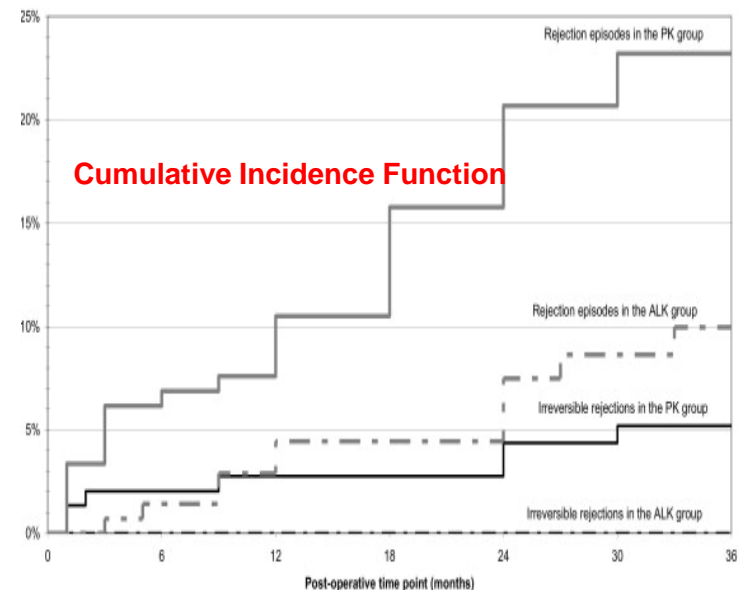 25%
Rejection episodes in the PK group
20%
Cumulative Incidence Function
15%
Rejection episodes in the ALK group
10%
Irreversible rejections in the PK group
5%
Irreversible rejections in the ALK group
0%
0 6 12 18 24 30 36
Post-operative time point (months)